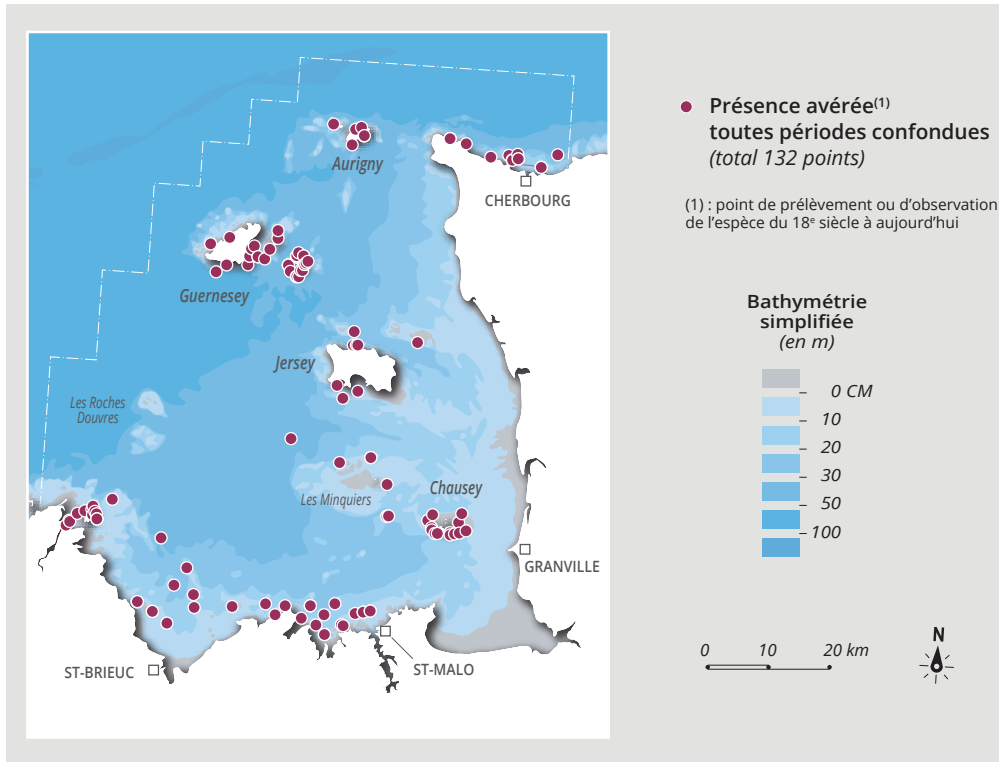 Aurigny
CHERBOURG
Guernesey
Jersey
Les Roches
Douvres
Les Minquiers
Chausey
GRANVILLE
ST-BRIEUC
ST-MALO
Présence avérée(1)
toutes périodes confondues
(total 132 points)
(1) : point de prélèvement ou d'observation
de l'espèce du 18e siècle à aujourd'hui
Bathymétrie
simplifiée
(en m)
0 CM
10
20
30
50
100
0 10 20 km
N